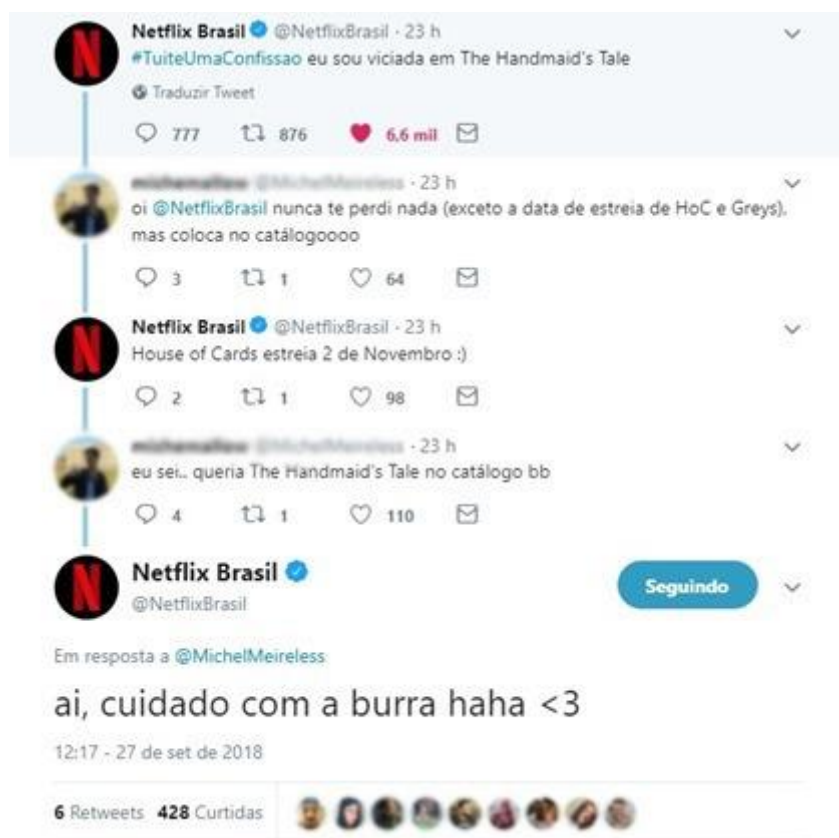 Netflix Brasil @NetflixBrasil · 23 h
#TuiteUmaConfissao eu sou viciada em The Handmaid's Tale
Traduzir Tweet
777 876 6,6 mil
· 23 h
oi @NetflixBrasil nunca te perdi nada (exceto a data de estreia de HoC e Greys),
mas coloca no catálogoooo
3 1 64
Netflix Brasil @NetflixBrasil · 23 h
House of Cards estreia 2 de Novembro :)
2 1 98
· 23 h
eu sei.. queria The Handmaid's Tale no catálogo bb
4 1 110
Netflix Brasil
Seguindo
@NetflixBrasil
Em resposta a @MichelMeireless
ai, cuidado com a burra haha <3
12:17 - 27 de set de 2018
6 Retweets 428 Curtidas